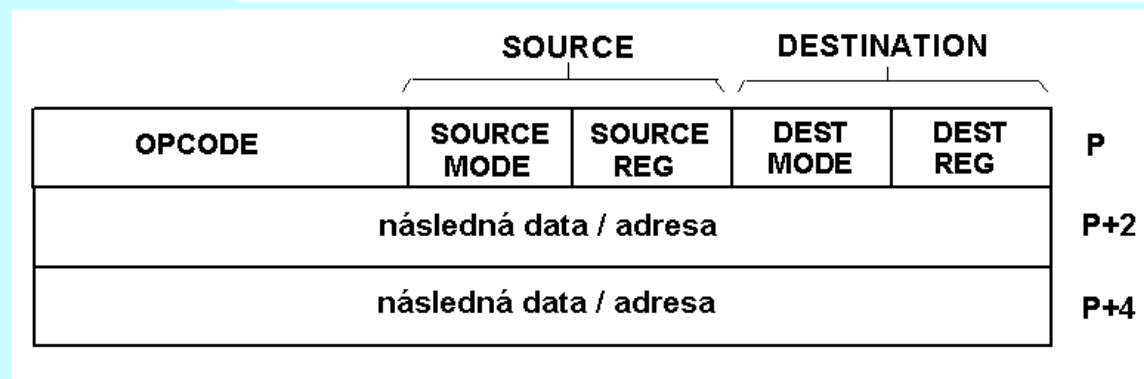 SOURCE DESTINATION
OPCODE SOURCE MODE SOURCE REG DEST MODE DEST REG P
následná data / adresa P+2
následná data / adresa P+4